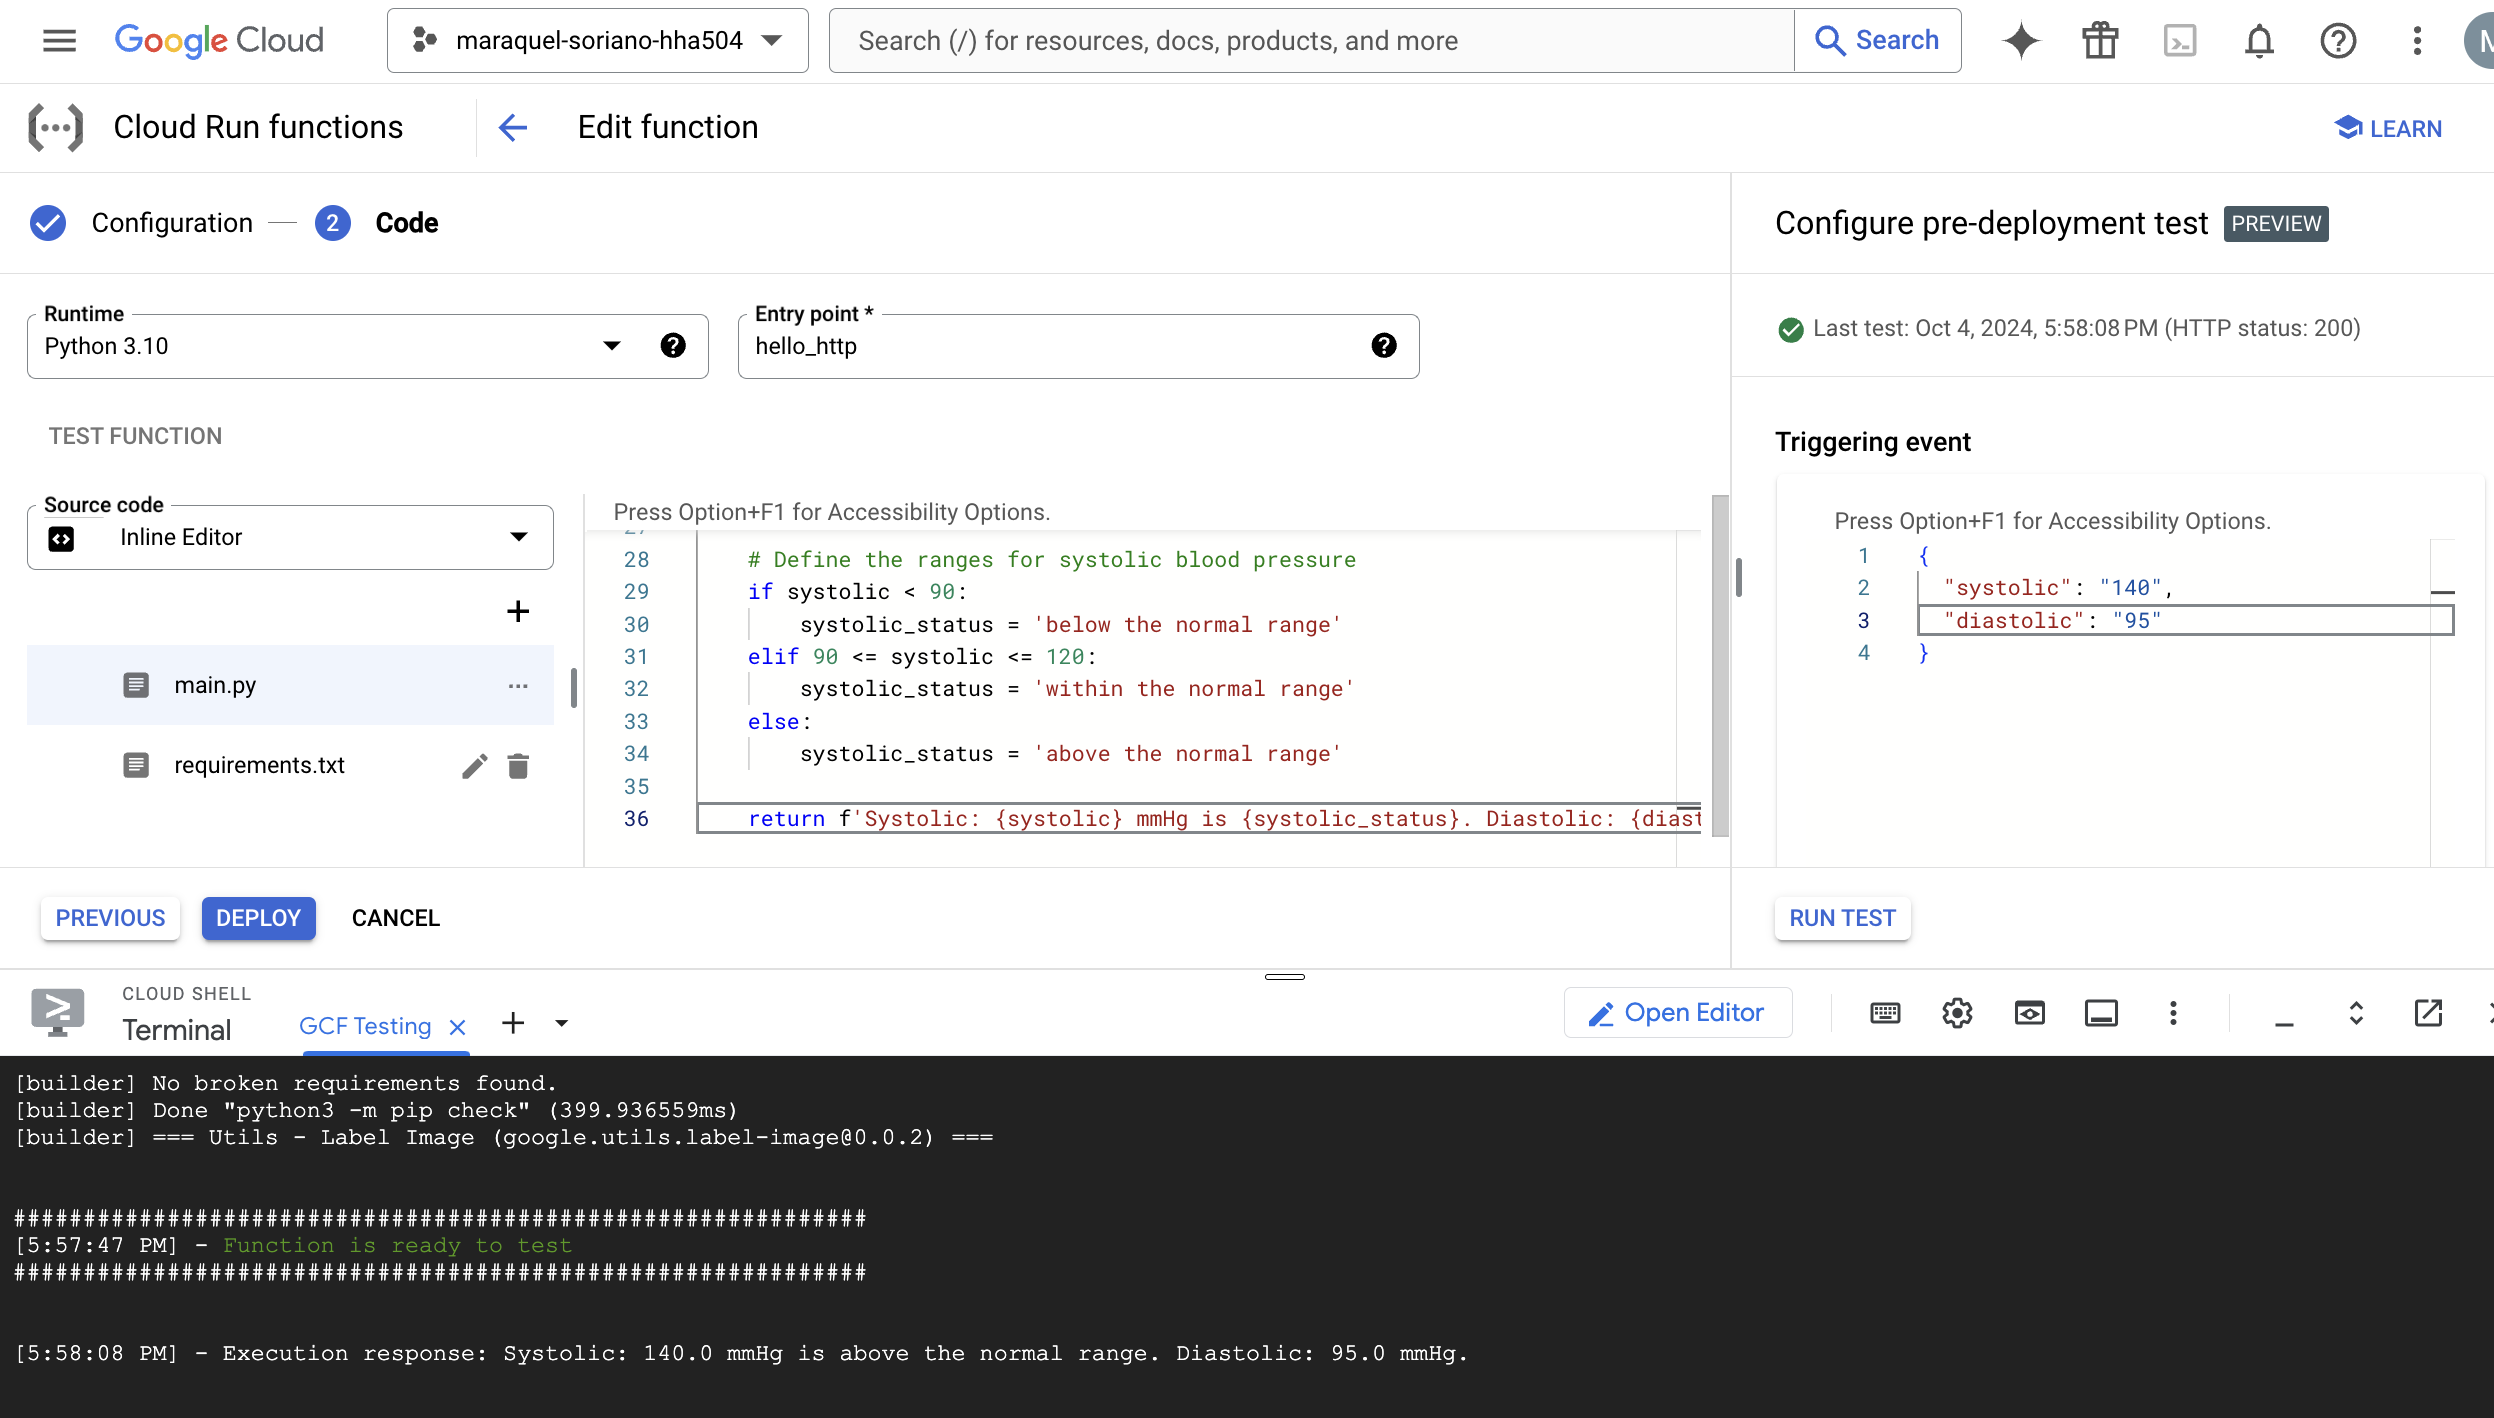 Google Cloud
maraquel-soriano-hha504
Search (/) for resources, docs, products, and more
Search
Cloud Run functions
Edit function
LEARN
Configuration
2
Code
Configure pre-deployment test
PREVIEW
Runtime
Python 3.10
Entry point *
hello_http
Last test: Oct 4, 2024, 5:58:08 PM (HTTP status: 200)
TEST FUNCTION
Triggering event
Source code
Inline Editor
main.py
requirements.txt
Press Option+F1 for Accessibility Options.
28 # Define the ranges for systolic blood pressure
29 if systolic < 90:
30 systolic_status = 'below the normal range'
31 elif 90 <= systolic <= 120:
32 systolic_status = 'within the normal range'
33 else:
34 systolic_status = 'above the normal range'
35
36 return f'Systolic: {systolic} mmHg is {systolic_status}. Diastolic: {diast
Press Option+F1 for Accessibility Options.
1 {
2 "systolic": "140",
3 "diastolic": "95"
4 }
PREVIOUS
DEPLOY
CANCEL
RUN TEST
CLOUD SHELL
Terminal
GCF Testing
Open Editor
[builder] No broken requirements found.
[builder] Done "python3 -m pip check" (399.936559ms)
[builder] === Utils - Label Image (google.utils.label-image@0.0.2) ===
#############################################################
[5:57:47 PM] - Function is ready to test
#############################################################
[5:58:08 PM] - Execution response: Systolic: 140.0 mmHg is above the normal range. Diastolic: 95.0 mmHg.